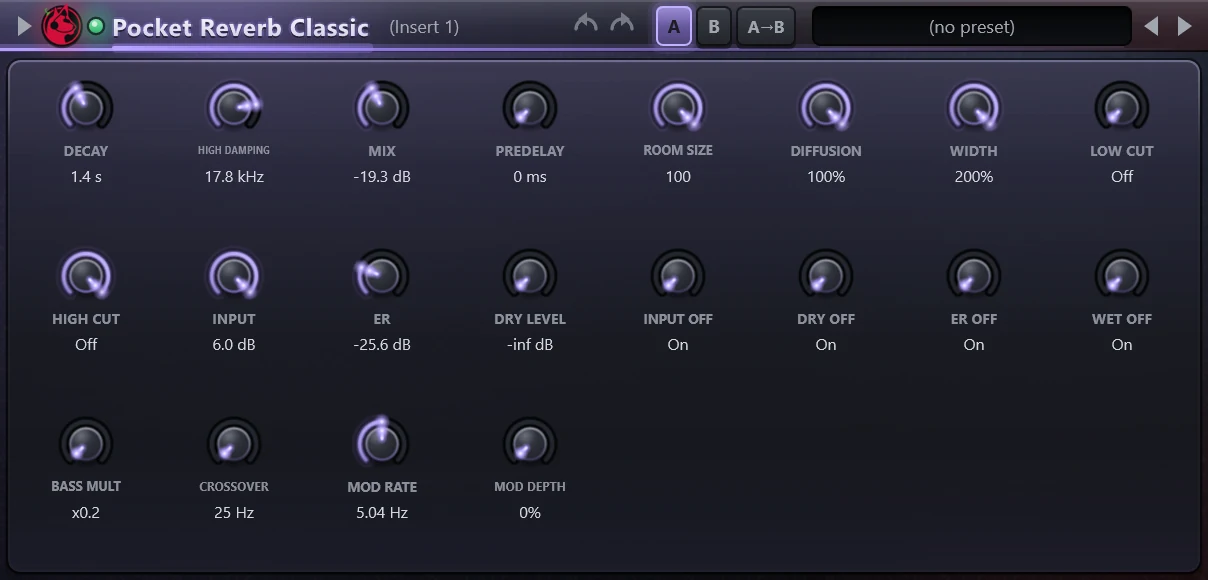 Pocket Reverb Classic (Insert 1) A B A→B (no preset)
DECAY HIGH DAMPING MIX PREDELAY ROOM SIZE DIFFUSION WIDTH LOW CUT
1.4 s 17.8 kHz -19.3 dB 0 ms 100 100% 200% Off
HIGH CUT INPUT ER DRY LEVEL INPUT OFF DRY OFF ER OFF WET OFF
Off 6.0 dB -25.6 dB -inf dB On On On On
BASS MULT CROSSOVER MOD RATE MOD DEPTH
x0.2 25 Hz 5.04 Hz 0%